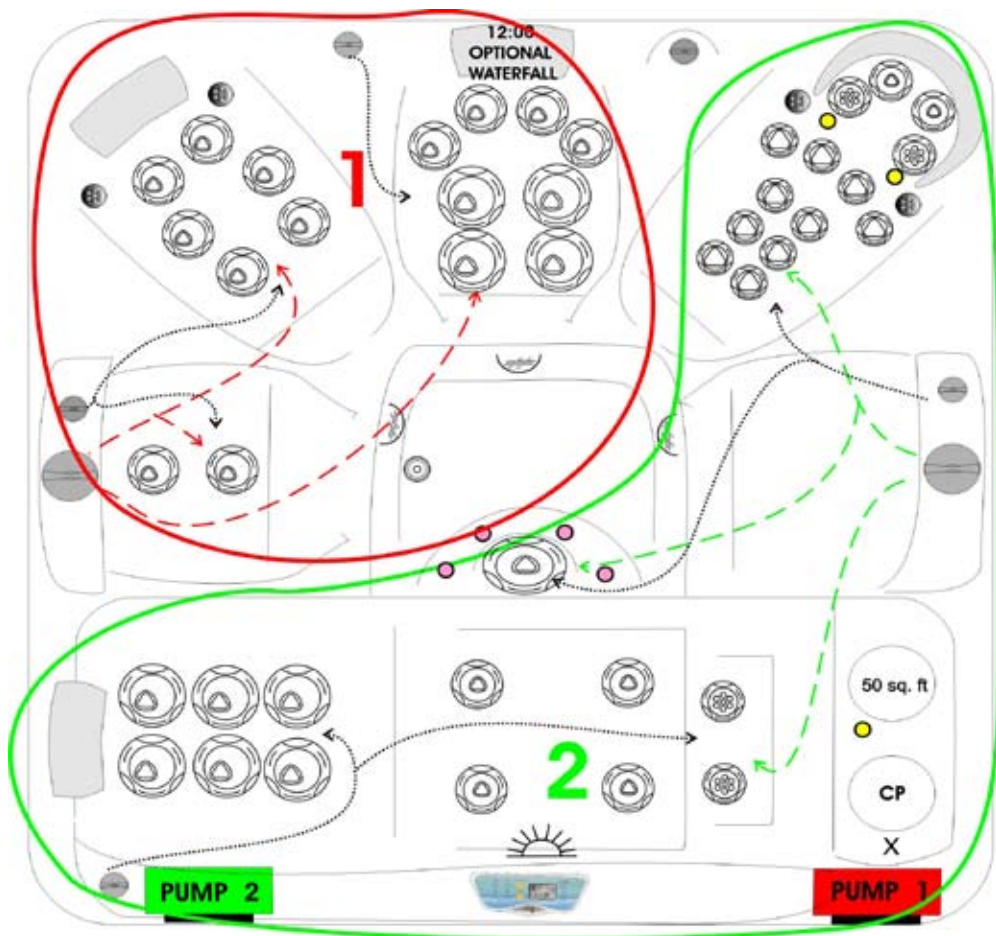 12:00
OPTIONAL
WATERFALL
1
50 sq. ft
2
CP
X
PUMP 2
PUMP 1